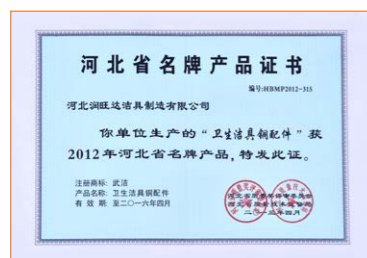 河北省名牌产品证书
编号:HBMP2012-315
河北润旺达洁具制造有限公司
你单位生产的“卫生洁具铜配件”获
2012年河北省名牌产品,特发此证。
注册商标: 武洁
产品名称: 卫生洁具铜配件
有 效 期: 至二〇一六年四月
二〇一三年四月